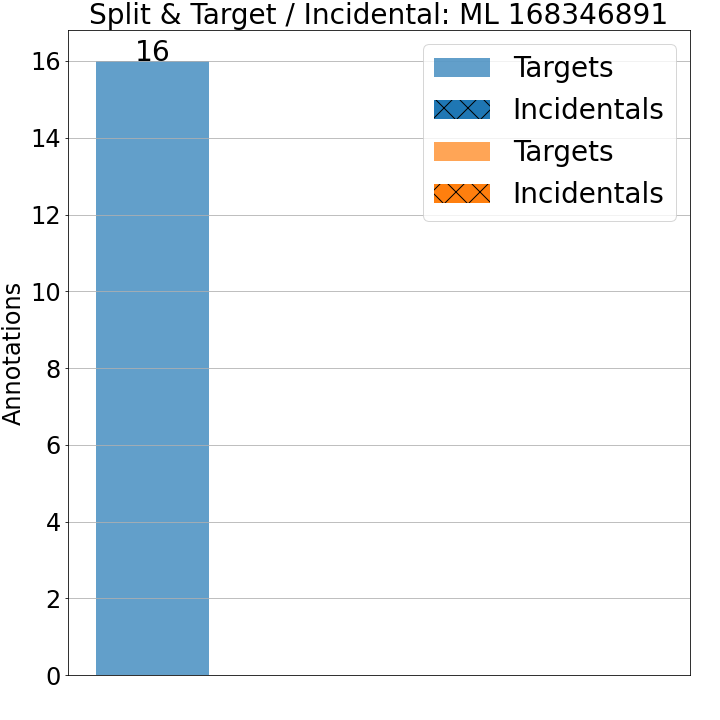 Split & Target / Incidental: ML 168346891
16
16
14
12
10
8
6
4
2
0
Annotations
Targets
Incidentals
Targets
Incidentals